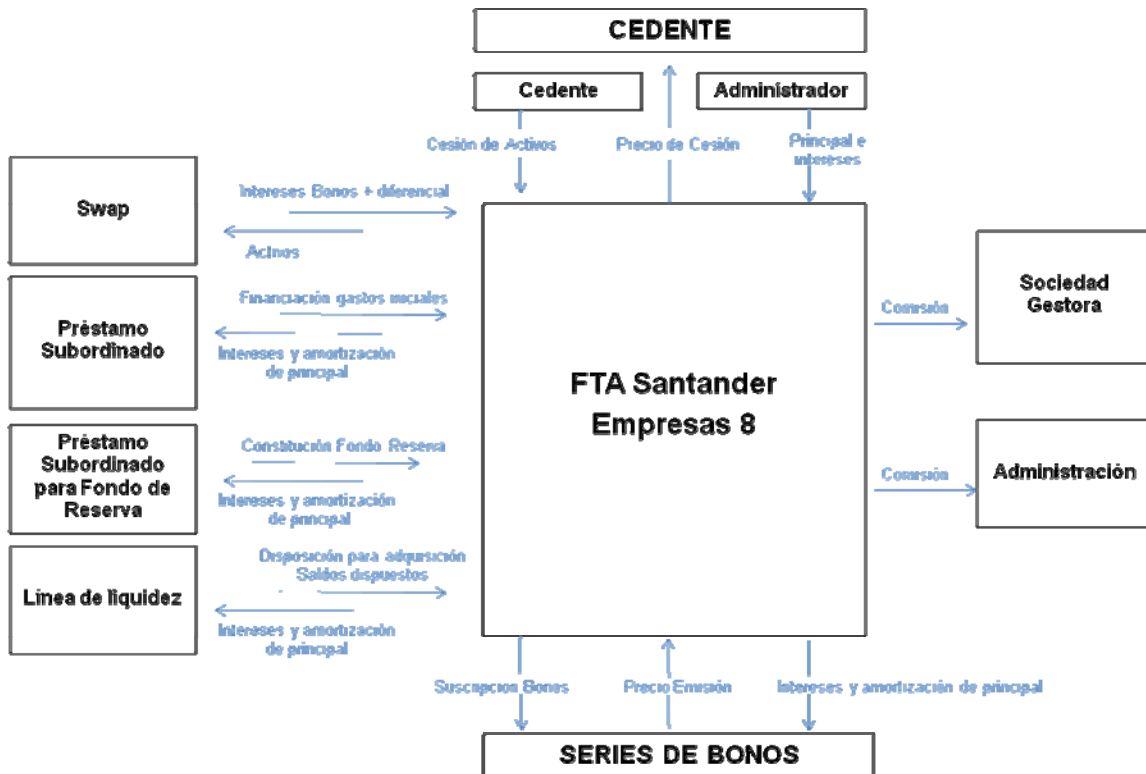 CEDENTE
Cedente
Administrador
Cesión de Activos
Precio de Cesión
Principal e
intereses
Swap
Intereses Bonos + diferencial
Activos
Préstamo
Subordinado
Financiación gastos iniciales
Intereses y amortización
de principal
Préstamo
Subordinado
para Fondo de
Reserva
Constitución Fondo Reserva
Intereses y amortización
de principal
Línea de liquidez
Disposición para adquisición
Saldos dispuestos
Intereses y amortización
de principal
FTA Santander
Empresas 8
Comisión
Sociedad
Gestora
Comisión
Administración
Suscripcion Bonos
Precio Emisión
Intereses y amortización de principal
SERIES DE BONOS